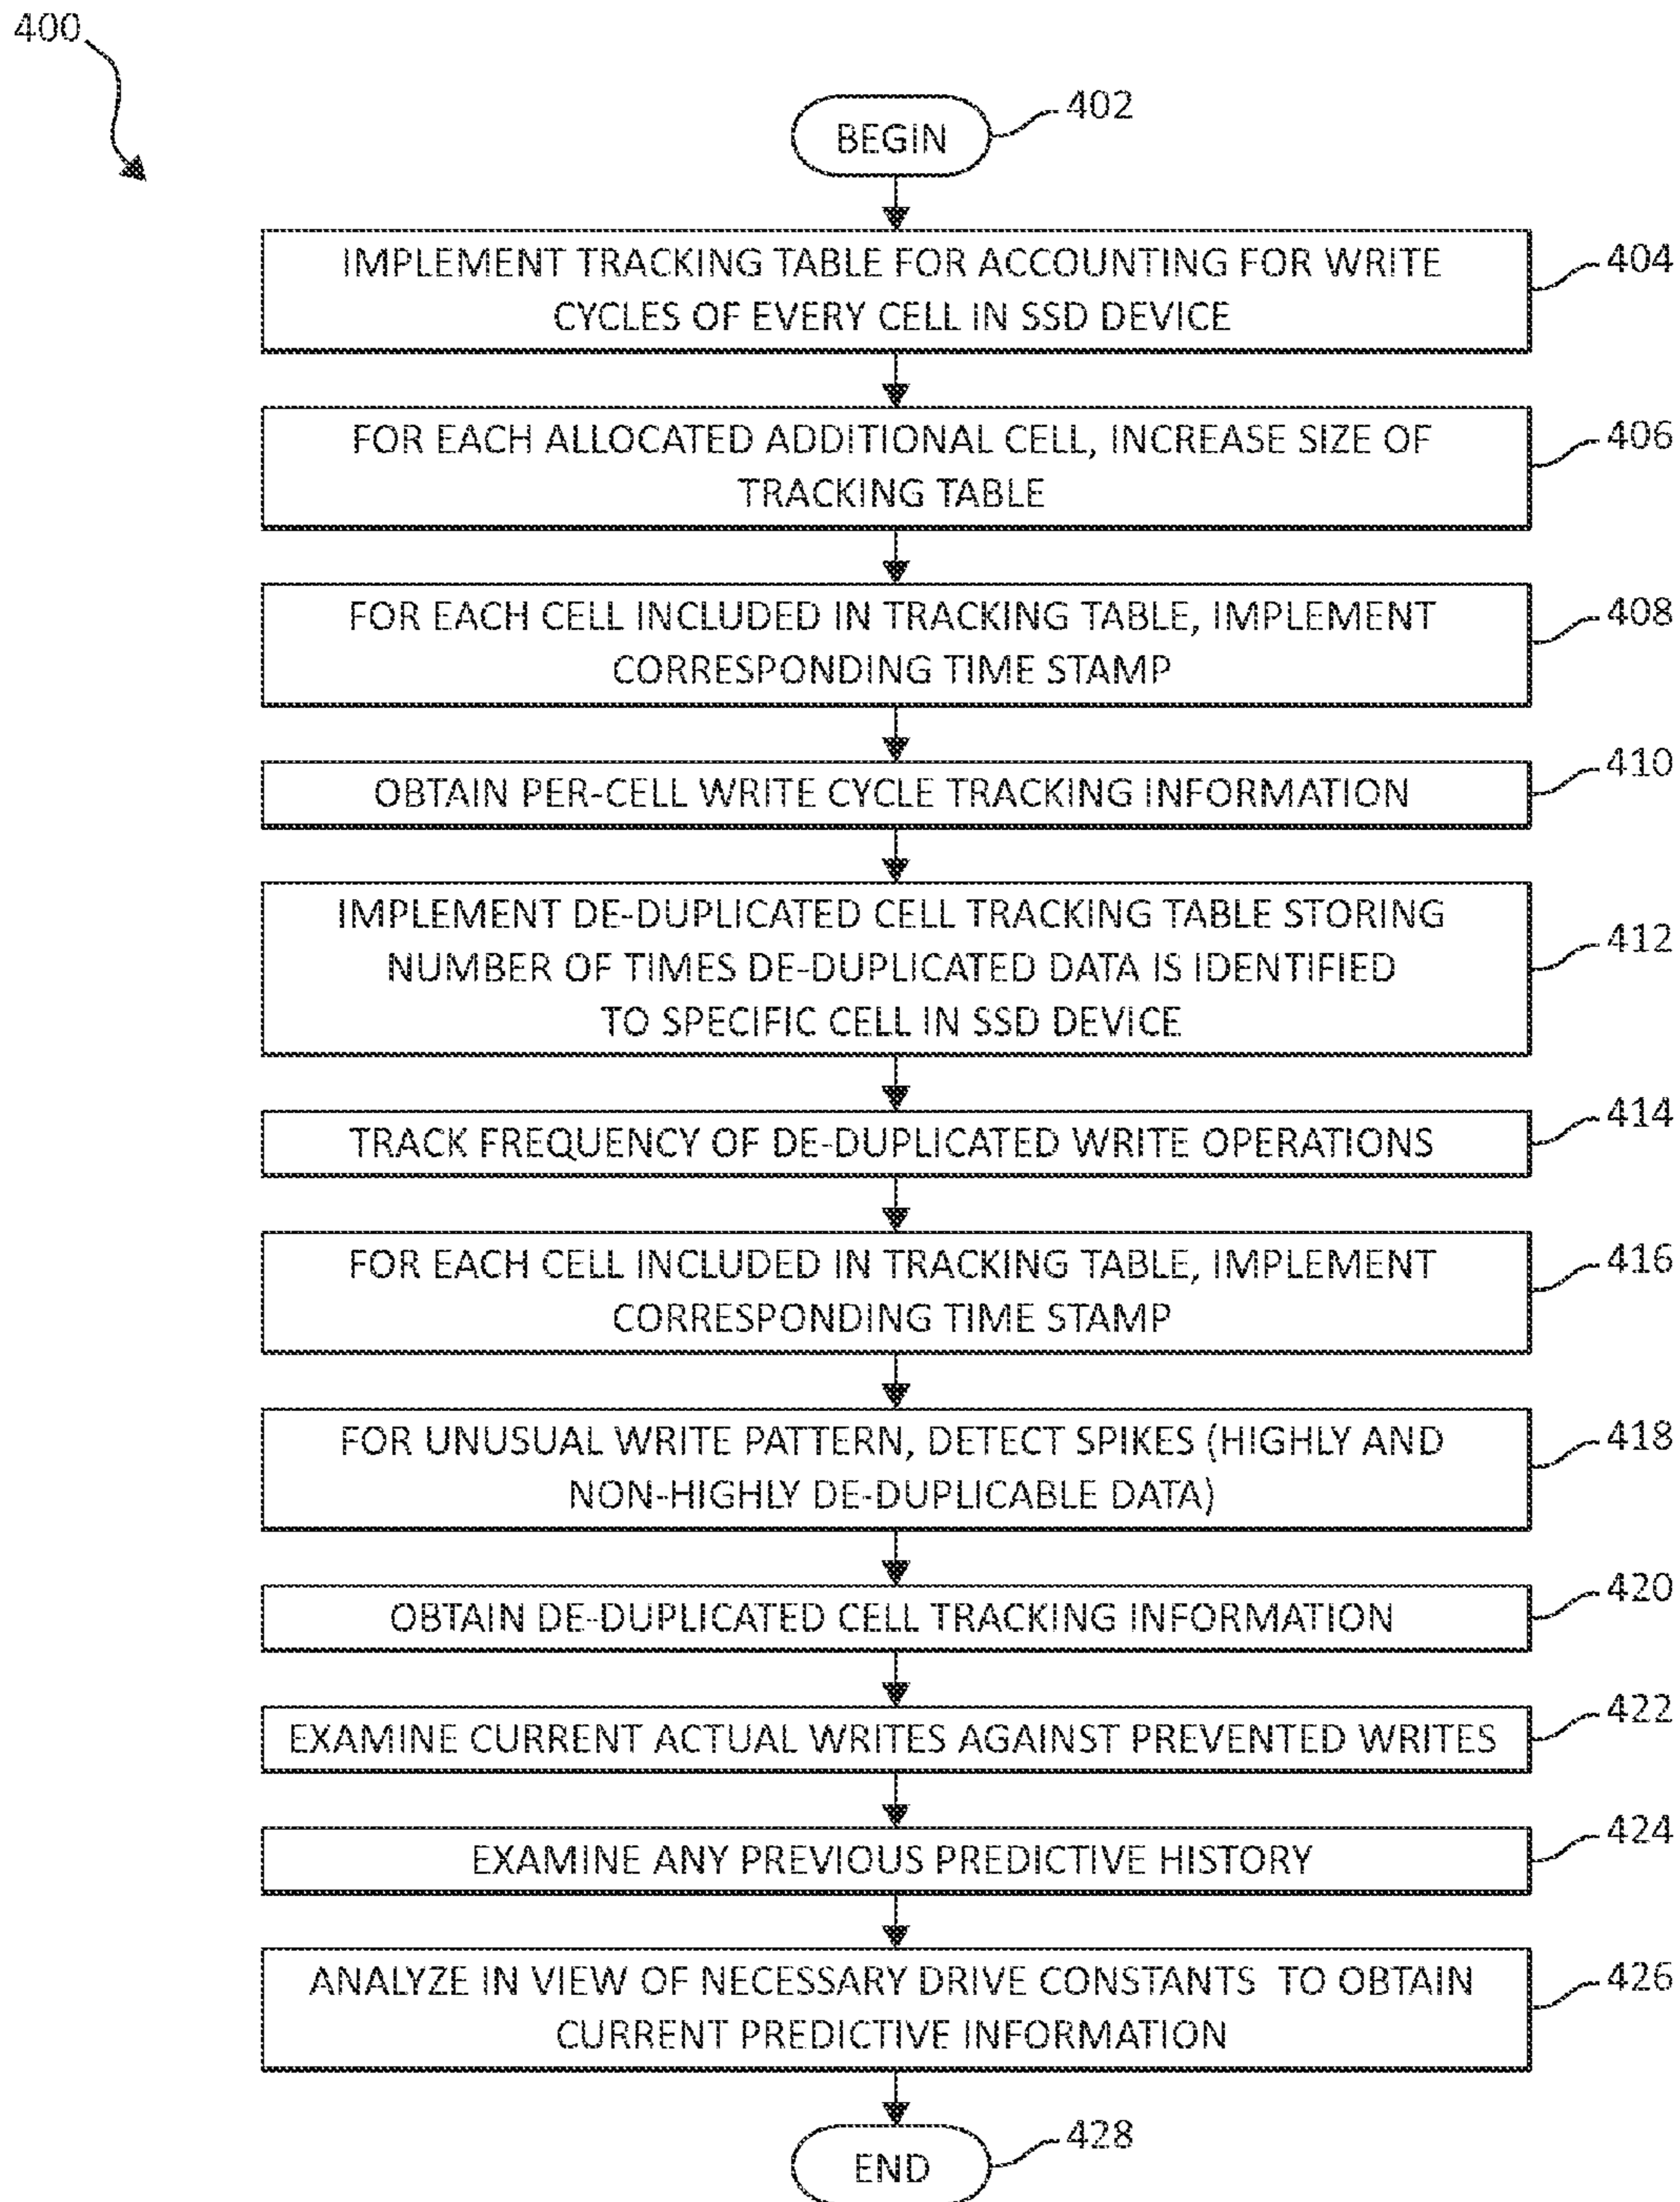 400
BEGIN
402
IMPLEMENT TRACKING TABLE FOR ACCOUNTING FOR WRITE
CYCLES OF EVERY CELL IN SSD DEVICE
404
FOR EACH ALLOCATED ADDITIONAL CELL, INCREASE SIZE OF
TRACKING TABLE
406
FOR EACH CELL INCLUDED IN TRACKING TABLE, IMPLEMENT
CORRESPONDING TIME STAMP
408
OBTAIN PER-CELL WRITE CYCLE TRACKING INFORMATION
410
IMPLEMENT DE-DUPLICATED CELL TRACKING TABLE STORING
NUMBER OF TIMES DE-DUPLICATED DATA IS IDENTIFIED
TO SPECIFIC CELL IN SSD DEVICE
412
TRACK FREQUENCY OF DE-DUPLICATED WRITE OPERATIONS
414
FOR EACH CELL INCLUDED IN TRACKING TABLE, IMPLEMENT
CORRESPONDING TIME STAMP
416
FOR UNUSUAL WRITE PATTERN, DETECT SPIKES (HIGHLY AND
NON-HIGHLY DE-DUPLICABLE DATA)
418
OBTAIN DE-DUPLICATED CELL TRACKING INFORMATION
420
EXAMINE CURRENT ACTUAL WRITES AGAINST PREVENTED WRITES
422
EXAMINE ANY PREVIOUS PREDICTIVE HISTORY
424
ANALYZE IN VIEW OF NECESSARY DRIVE CONSTANTS TO OBTAIN
CURRENT PREDICTIVE INFORMATION
426
END
428